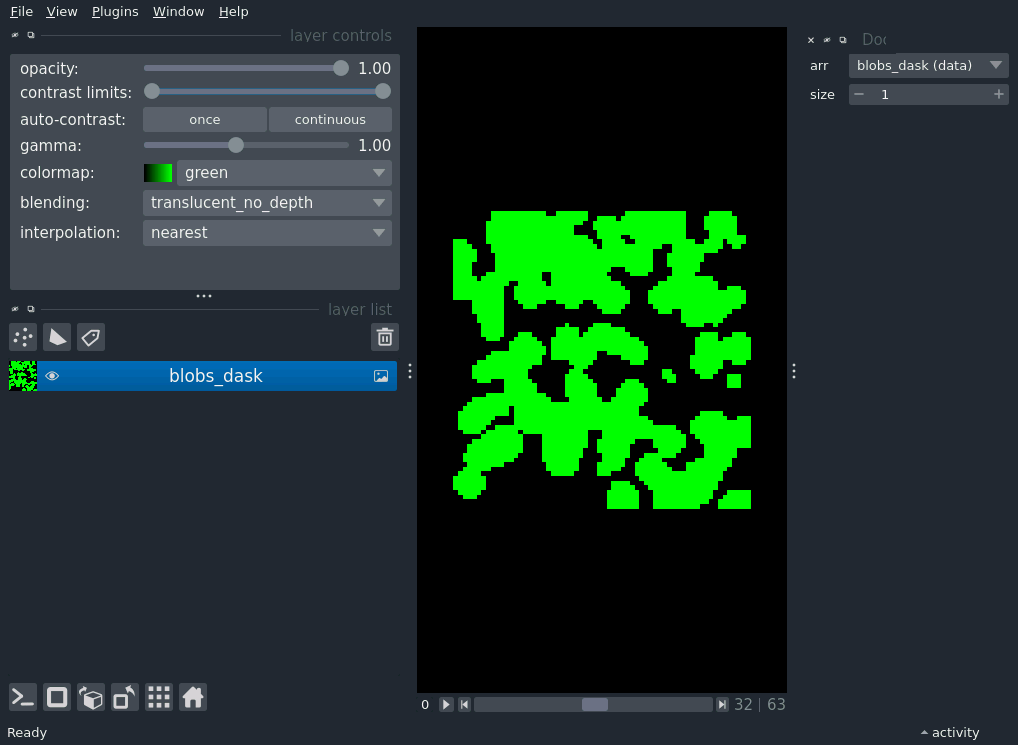 File View Plugins Window Help
layer controls
opacity: 1.00
contrast limits:
auto-contrast: once continuous
gamma: 1.00
colormap: green
blending: translucent_no_depth
interpolation: nearest
layer list
blobs_dask
0 32 | 63
arr blobs_dask (data)
size 1
Ready
activity